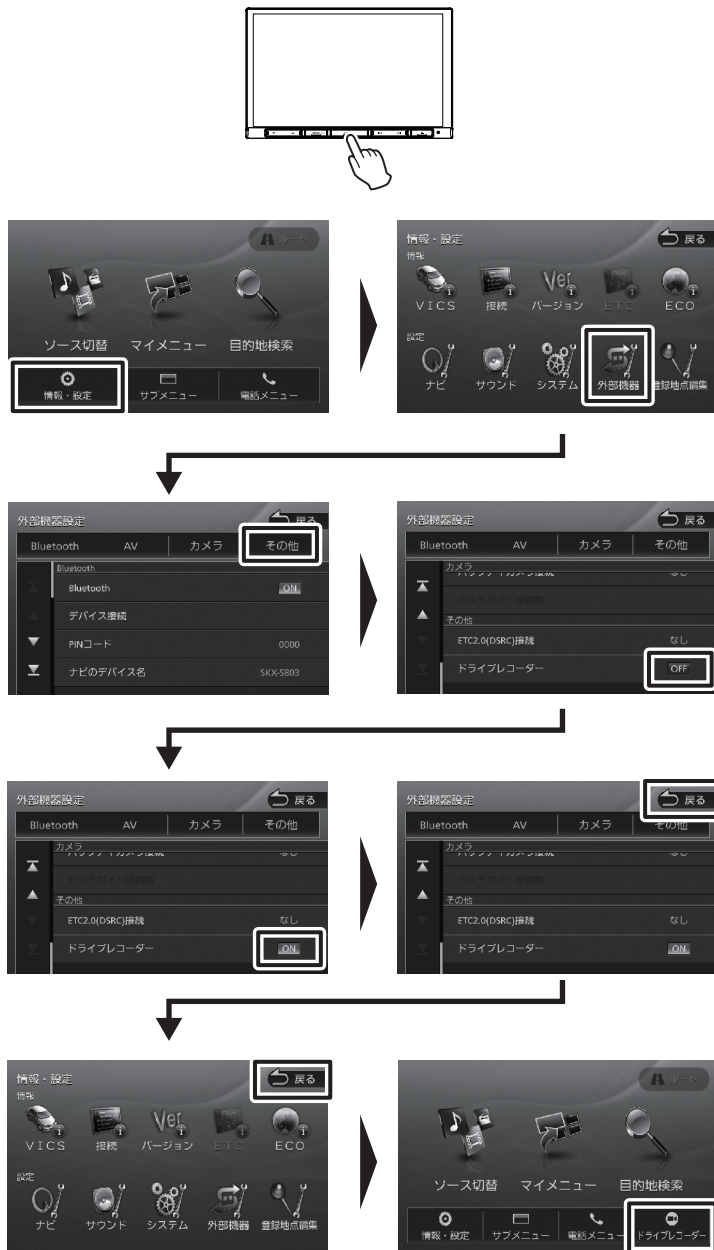 ルート
ソース切替 マイメニュー 目的地検索
情報・設定 サブメニュー 電話メニュー
情報・設定 戻る
情報
VICS 接続 バージョン ETC ECO
設定
ナビ サウンド システム 外部機器 登録地点編集
外部機器設定 戻る
Bluetooth AV カメラ その他
Bluetooth
Bluetooth ON
デバイス接続
PINコード 0000
ナビのデバイス名 SKX-S803
外部機器設定 戻る
Bluetooth AV カメラ その他
カメラ
その他
ETC2.0(DSRC)接続 なし
ドライブレコーダー OFF
外部機器設定 戻る
Bluetooth AV カメラ その他
カメラ
その他
ETC2.0(DSRC)接続 なし
ドライブレコーダー ON
外部機器設定 戻る
Bluetooth AV カメラ その他
カメラ
その他
ETC2.0(DSRC)接続 なし
ドライブレコーダー ON
情報・設定 戻る
情報
VICS 接続 バージョン ETC ECO
設定
ナビ サウンド システム 外部機器 登録地点編集
ルート
ソース切替 マイメニュー 目的地検索
情報・設定 サブメニュー 電話メニュー ドライブレコーダー